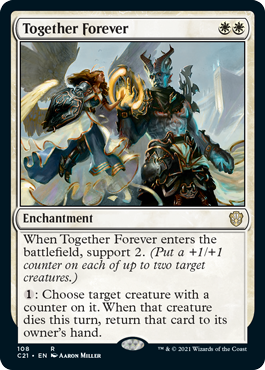 Together Forever
Enchantment
When Together Forever enters the
battlefield, support 2. (Put a +1/+1
counter on each of up to two target
creatures.)
1: Choose target creature with a
counter on it. When that creature
dies this turn, return that card to its
owner's hand.
108 R
C21 • EN Aaron Miller
™ & © 2021 Wizards of the Coast